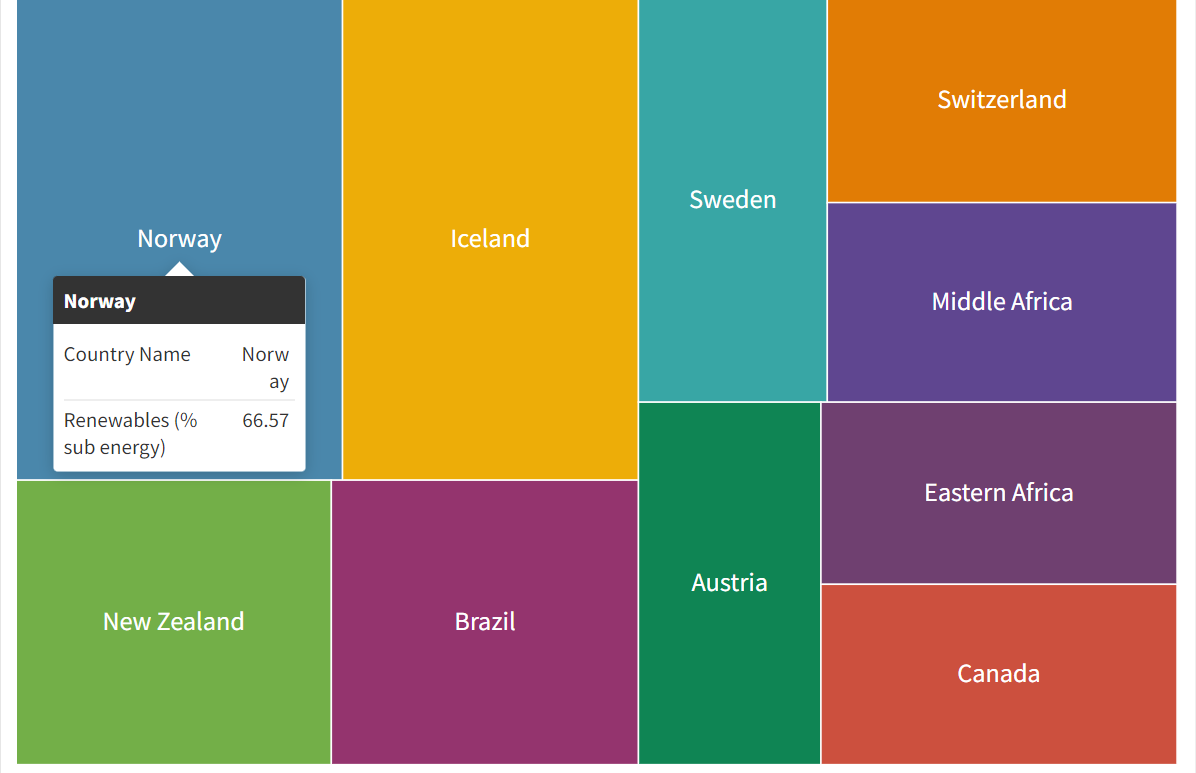 Norway
Norway
Country Name Norw
ay
Renewables (% 66.57
sub energy)
Iceland
Sweden
Switzerland
Middle Africa
New Zealand
Brazil
Austria
Eastern Africa
Canada